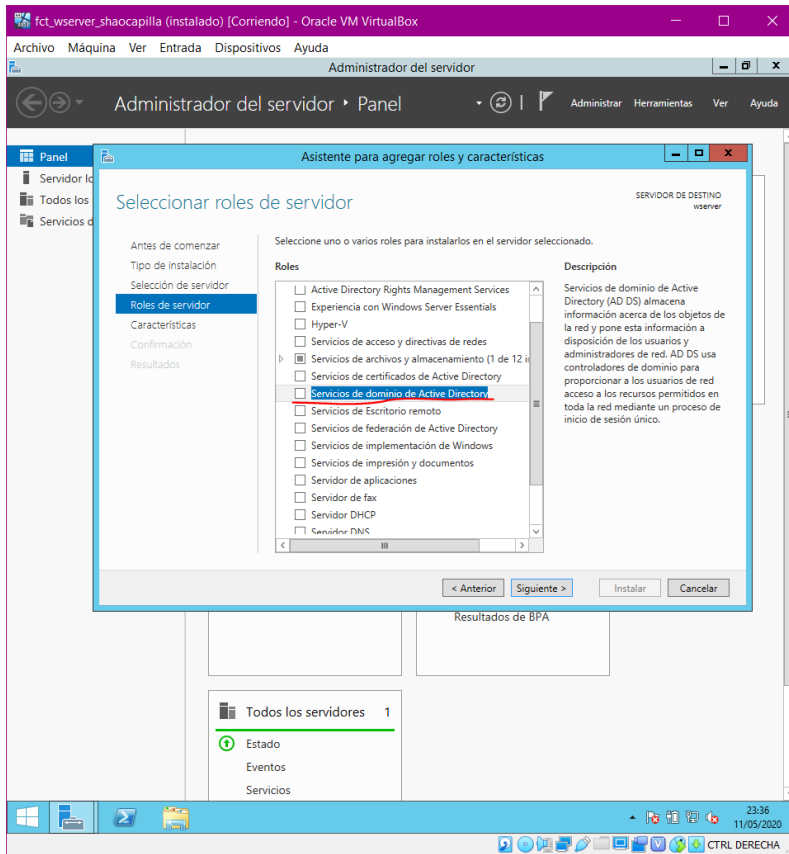 fct_wserver_shaocapilla (instalado) [Corriendo] - Oracle VM VirtualBox
Archivo Máquina Ver Entrada Dispositivos Ayuda
Administrador del servidor
Administrador del servidor ‣ Panel
Administrar Herramientas Ver Ayuda
Panel
Servidor lo
Todos los
Servicios d
Asistente para agregar roles y características
Seleccionar roles de servidor
SERVIDOR DE DESTINO
wserver
Antes de comenzar
Tipo de instalación
Selección de servidor
Roles de servidor
Características
Confirmación
Resultados
Seleccione uno o varios roles para instalarlos en el servidor seleccionado.
Roles
Active Directory Rights Management Services
Experiencia con Windows Server Essentials
Hyper-V
Servicios de acceso y directivas de redes
Servicios de archivos y almacenamiento (1 de 12 i
Servicios de certificados de Active Directory
Servicios de dominio de Active Directory
Servicios de Escritorio remoto
Servicios de federación de Active Directory
Servicios de implementación de Windows
Servicios de impresión y documentos
Servidor de aplicaciones
Servidor de fax
Servidor DHCP
Servidor DNS
Descripción
Servicios de dominio de Active
Directory (AD DS) almacena
información acerca de los objetos de
la red y pone esta información a
disposición de los usuarios y
administradores de red. AD DS usa
controladores de dominio para
proporcionar a los usuarios de red
acceso a los recursos permitidos en
toda la red mediante un proceso de
inicio de sesión único.
< Anterior Siguiente > Instalar Cancelar
Resultados de BPA
Todos los servidores 1
Estado
Eventos
Servicios
23:36
11/05/2020
CTRL DERECHA